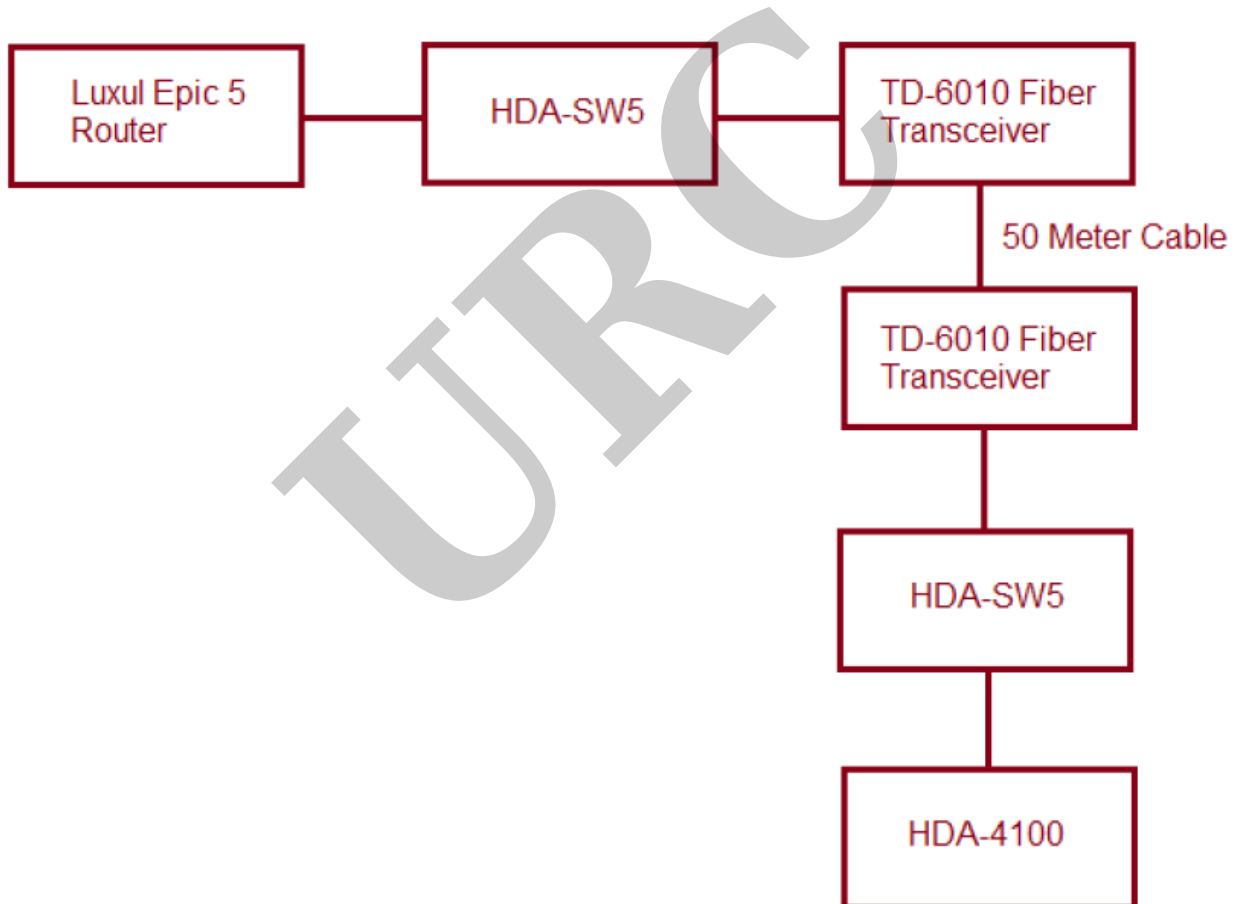 Luxul Epic 5
Router
HDA-SW5
TD-6010 Fiber
Transceiver
50 Meter Cable
TD-6010 Fiber
Transceiver
HDA-SW5
HDA-4100
URC